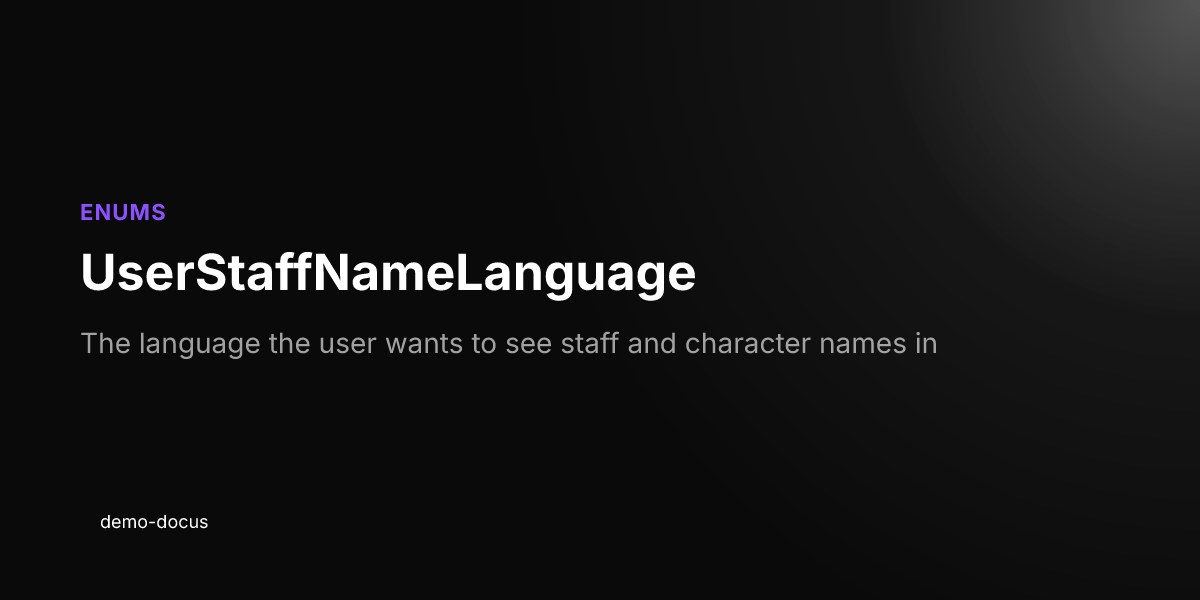 ENUMS
UserStaffNameLanguage
The language the user wants to see staff and character names in
demo-docus